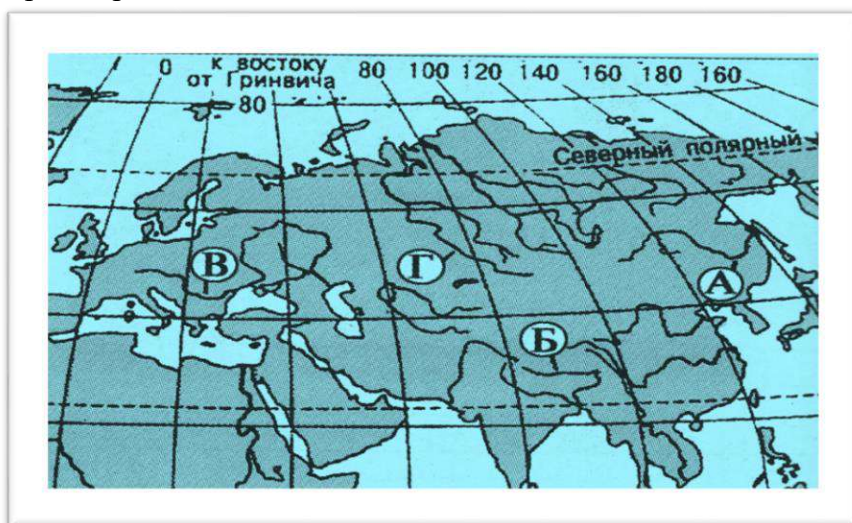 0 к востоку 80 100 120 140 160 180 160
от Гринвича
80
Северный полярный
В
Г
А
Б